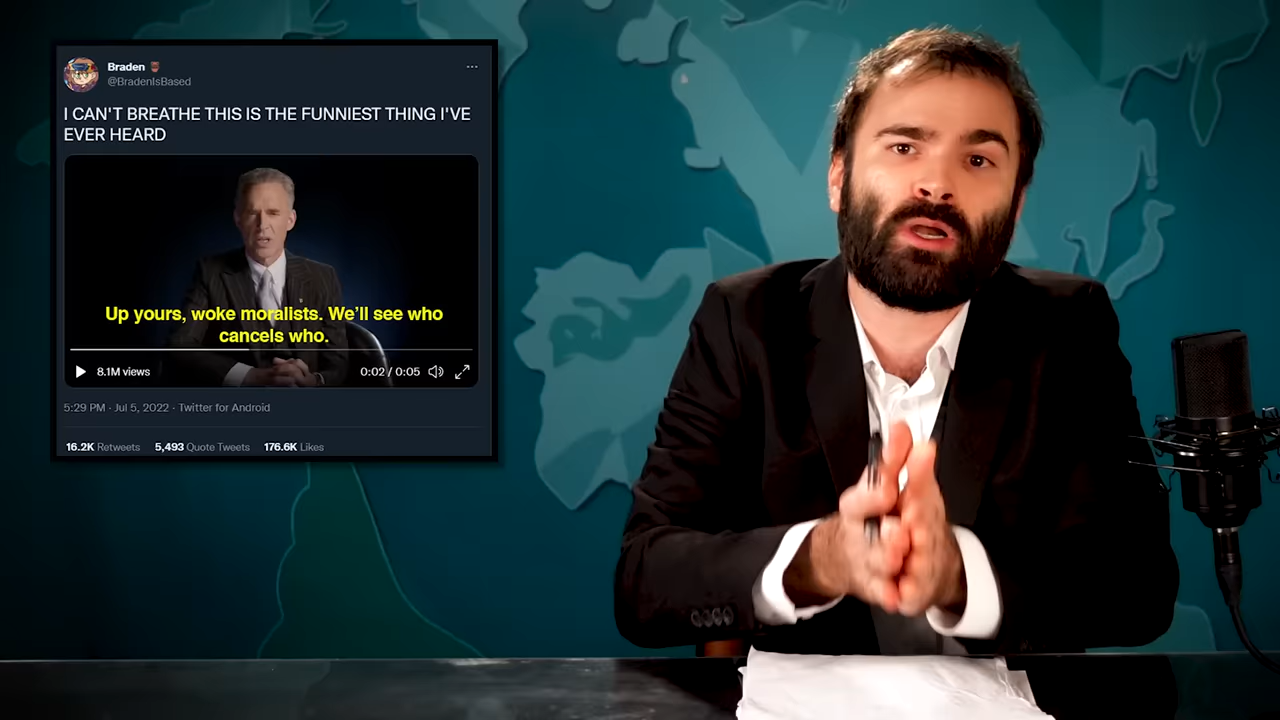 Braden
@BradenIsBased
I CAN'T BREATHE THIS IS THE FUNNIEST THING I'VE
EVER HEARD
Up yours, woke moralists. We'll see who
cancels who.
8.1M views
0:02 / 0:05
5:29 PM · Jul 5, 2022 · Twitter for Android
16.2K Retweets 5,493 Quote Tweets 176.6K Likes